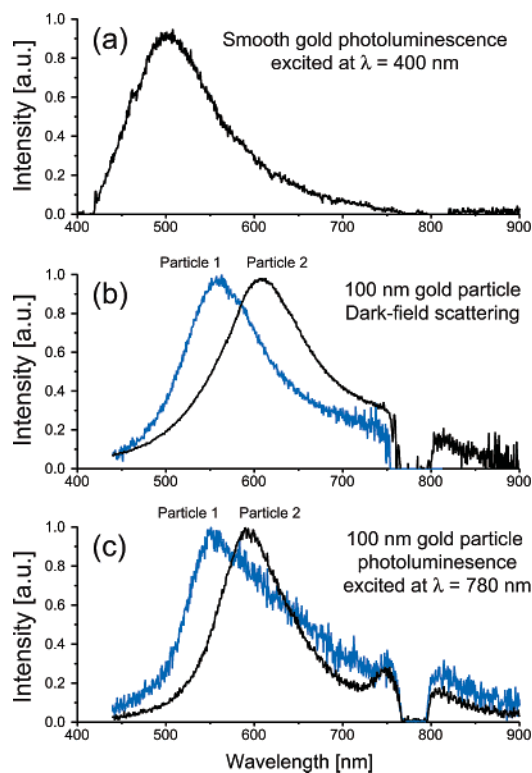 (a)
Smooth gold photoluminescence
excited at λ = 400 nm
Intensity [a.u.]
1.0
0.8
0.6
0.4
0.2
0.0
400 500 600 700 800 900
Particle 1 Particle 2
(b)
100 nm gold particle
Dark-field scattering
Intensity [a.u.]
1.0
0.8
0.6
0.4
0.2
0.0
400 500 600 700 800 900
Particle 1 Particle 2
(c)
100 nm gold particle
photoluminesence
excited at λ = 780 nm
Intensity [a.u.]
1.0
0.8
0.6
0.4
0.2
0.0
400 500 600 700 800 900
Wavelength [nm]